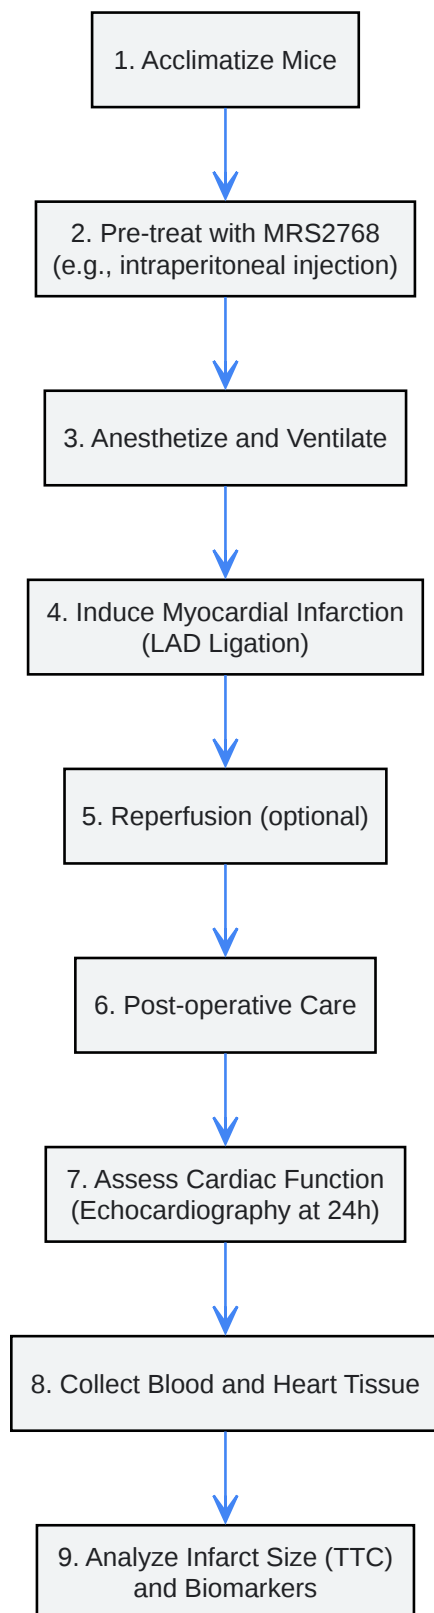 1. Acclimatize Mice
2. Pre-treat with MRS2768
(e.g., intraperitoneal injection)
3. Anesthetize and Ventilate
4. Induce Myocardial Infarction
(LAD Ligation)
5. Reperfusion (optional)
6. Post-operative Care
7. Assess Cardiac Function
(Echocardiography at 24h)
8. Collect Blood and Heart Tissue
9. Analyze Infarct Size (TTC)
and Biomarkers